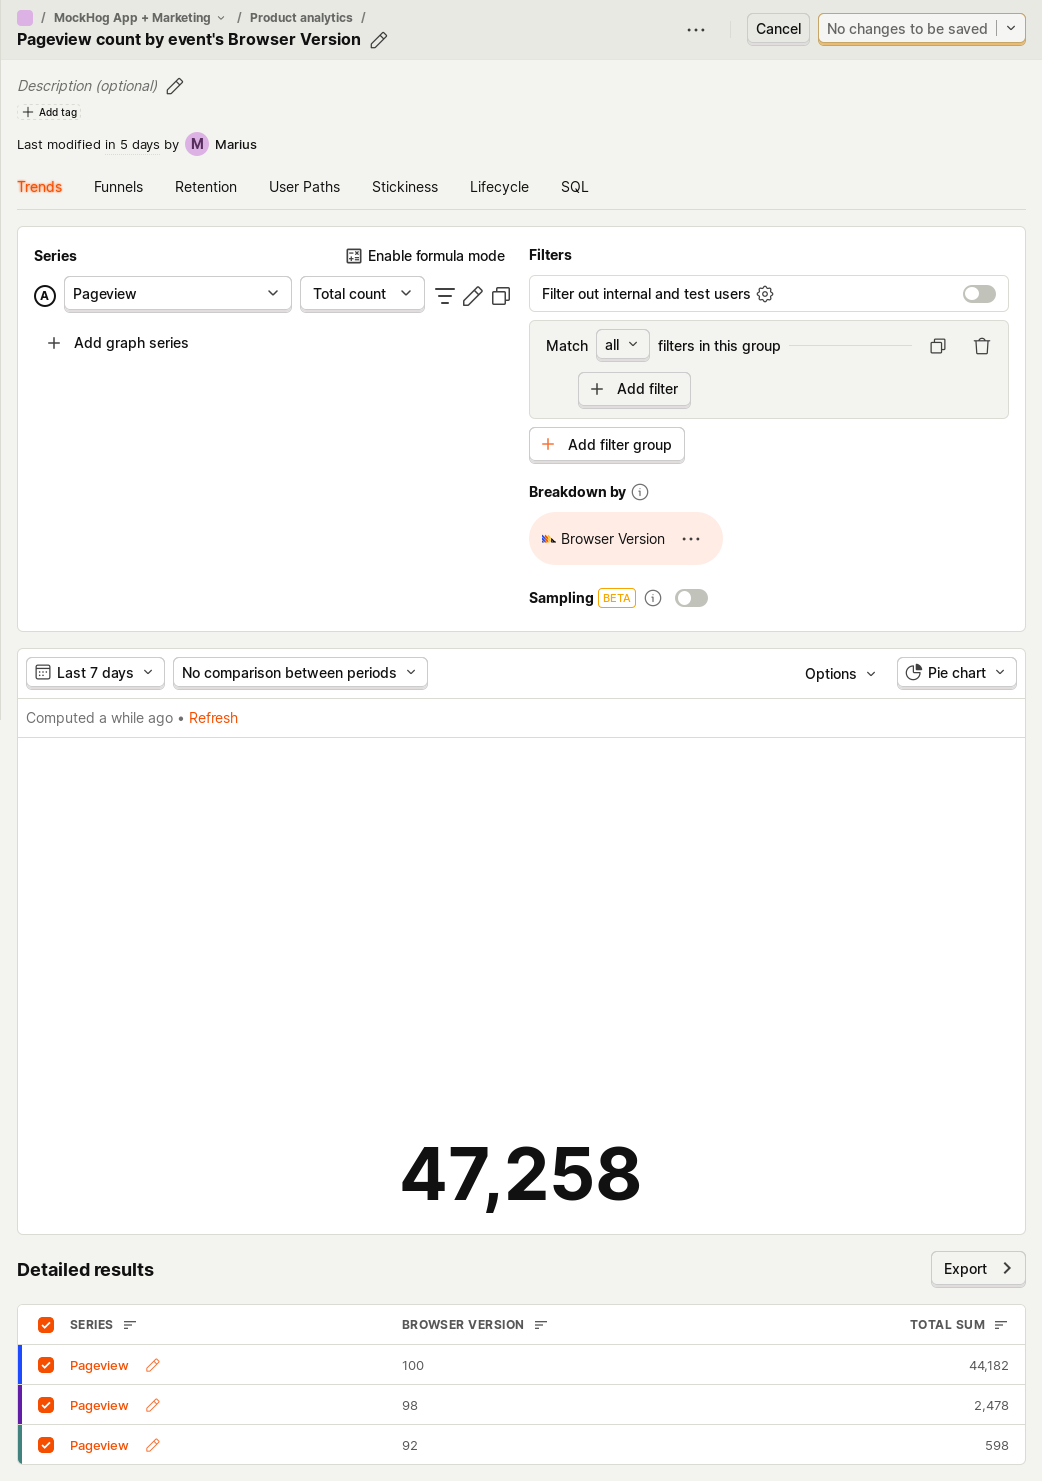 / MockHog App + Marketing / Product analytics /
Pageview count by event's Browser Version
Cancel
No changes to be saved
Description (optional)
Add tag
Last modified in 5 days by M Marius
Trends Funnels Retention User Paths Stickiness Lifecycle SQL
Series
Enable formula mode
A Pageview Total count
Add graph series
Filters
Filter out internal and test users
Match all filters in this group
Add filter
Add filter group
Breakdown by
Browser Version
Sampling BETA
Last 7 days No comparison between periods Options Pie chart
Computed a while ago • Refresh
47,258
Detailed results
Export
SERIES BROWSER VERSION TOTAL SUM
Pageview 100 44,182
Pageview 98 2,478
Pageview 92 598